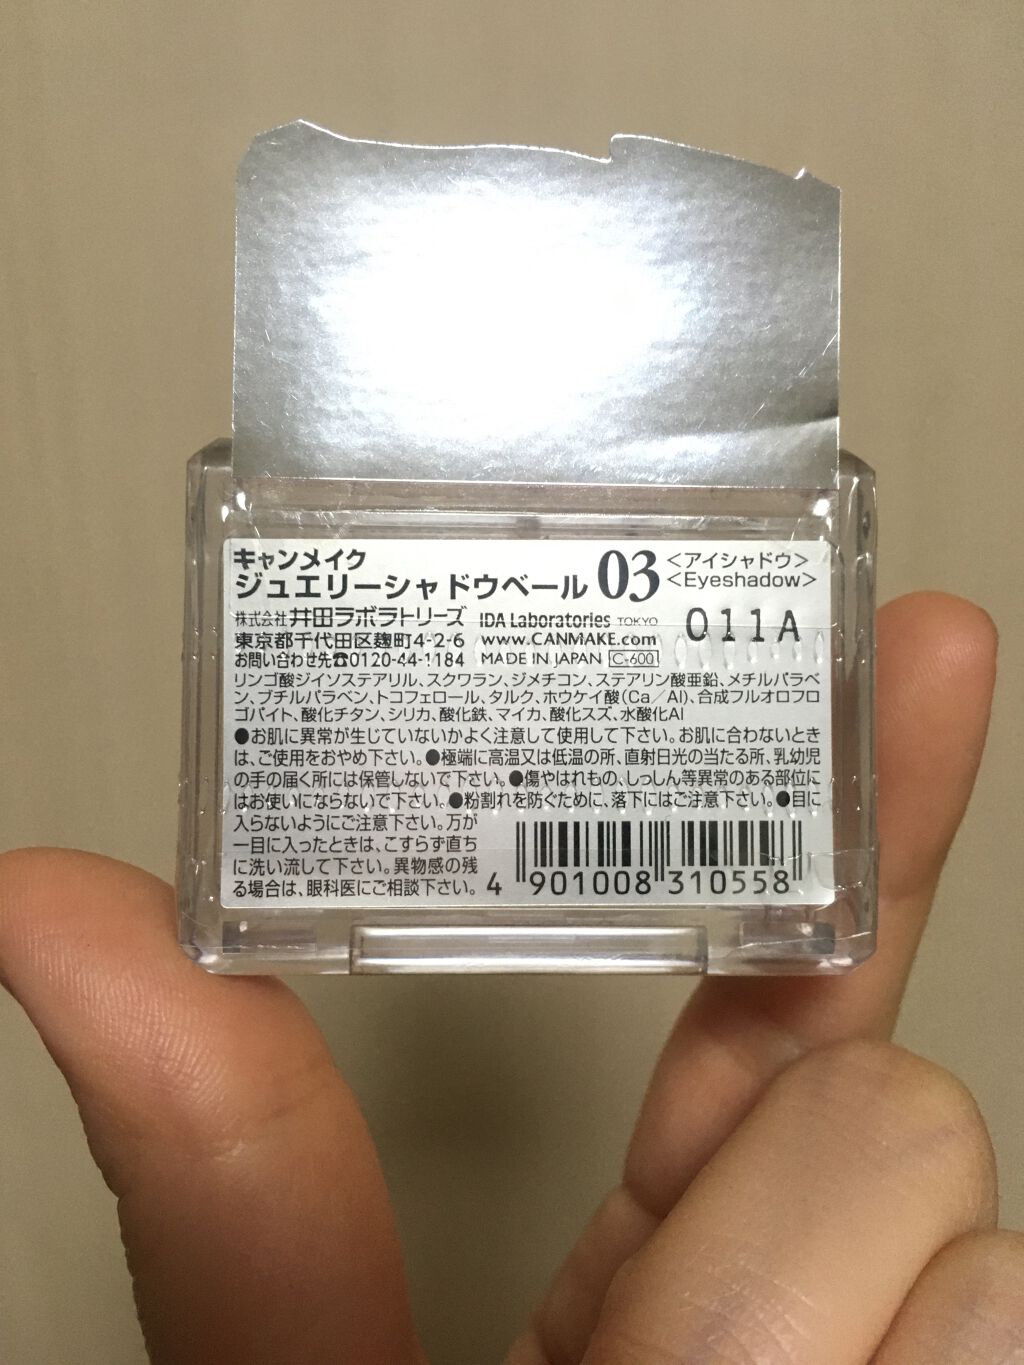 キャンメイク
ジュエリーシャドウベール 03 <アイシャドウ>
<Eyeshadow>
株式会社 井田ラボラトリーズ IDA Laboratories TOKYO 011A
東京都千代田区麹町4-2-6 www.CANMAKE.com
お問い合わせ先☎0120-44-1184 MADE IN JAPAN C-600
リンゴ酸ジイソステアリル、スクワラン、ジメチコン、ステアリン酸亜鉛、メチルパラベ
ン、ブチルパラベン、トコフェロール、タルク、ホウケイ酸(Ca/Al)、合成フルオロフロ
ゴパイト、酸化チタン、シリカ、酸化鉄、マイカ、酸化スズ、水酸化Al
●お肌に異常が生じていないかよく注意して使用して下さい。お肌に合わないとき
は、ご使用をおやめ下さい。●極端に高温又は低温の所、直射日光の当たる所、乳幼児
の手の届く所には保管しないで下さい。●傷やはれもの、しっしん等異常のある部位に
はお使いにならないで下さい。●粉割れを防ぐために、落下にはご注意下さい。●目に
入らないようにご注意下さい。万が
一目に入ったときは、こすらず直ち
に洗い流して下さい。異物感の残
る場合は、眼科医にご相談下さい。
4 901008 310558